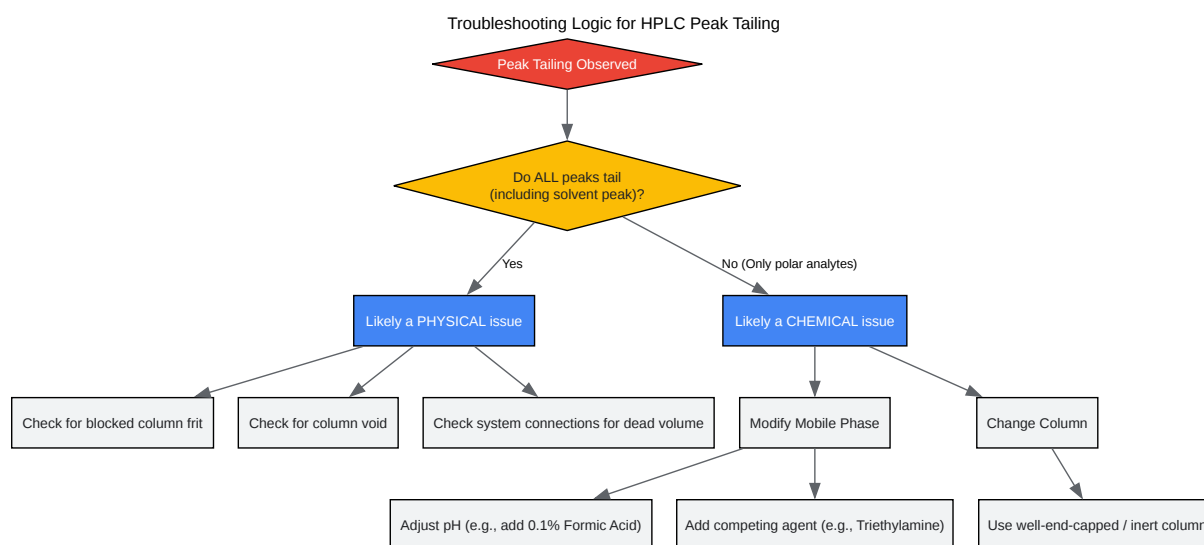 Troubleshooting Logic for HPLC Peak Tailing
Peak Tailing Observed
Do ALL peaks tail
(including solvent peak)?
Yes
No (Only polar analytes)
Likely a PHYSICAL issue
Likely a CHEMICAL issue
Check for blocked column frit
Check for column void
Check system connections for dead volume
Modify Mobile Phase
Change Column
Adjust pH (e.g., add 0.1% Formic Acid)
Add competing agent (e.g., Triethylamine)
Use well-end-capped / inert column